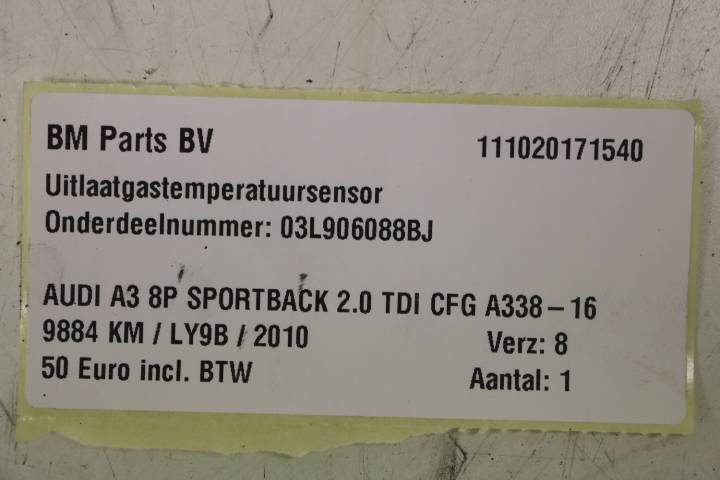 BM Parts BV 111020171540
Uitlaatgastemperatuursensor
Onderdeelnummer: 03L906088BJ
AUDI A3 8P SPORTBACK 2.0 TDI CFG A338-16
9884 KM / LY9B / 2010 Verz: 8
50 Euro incl. BTW Aantal: 1